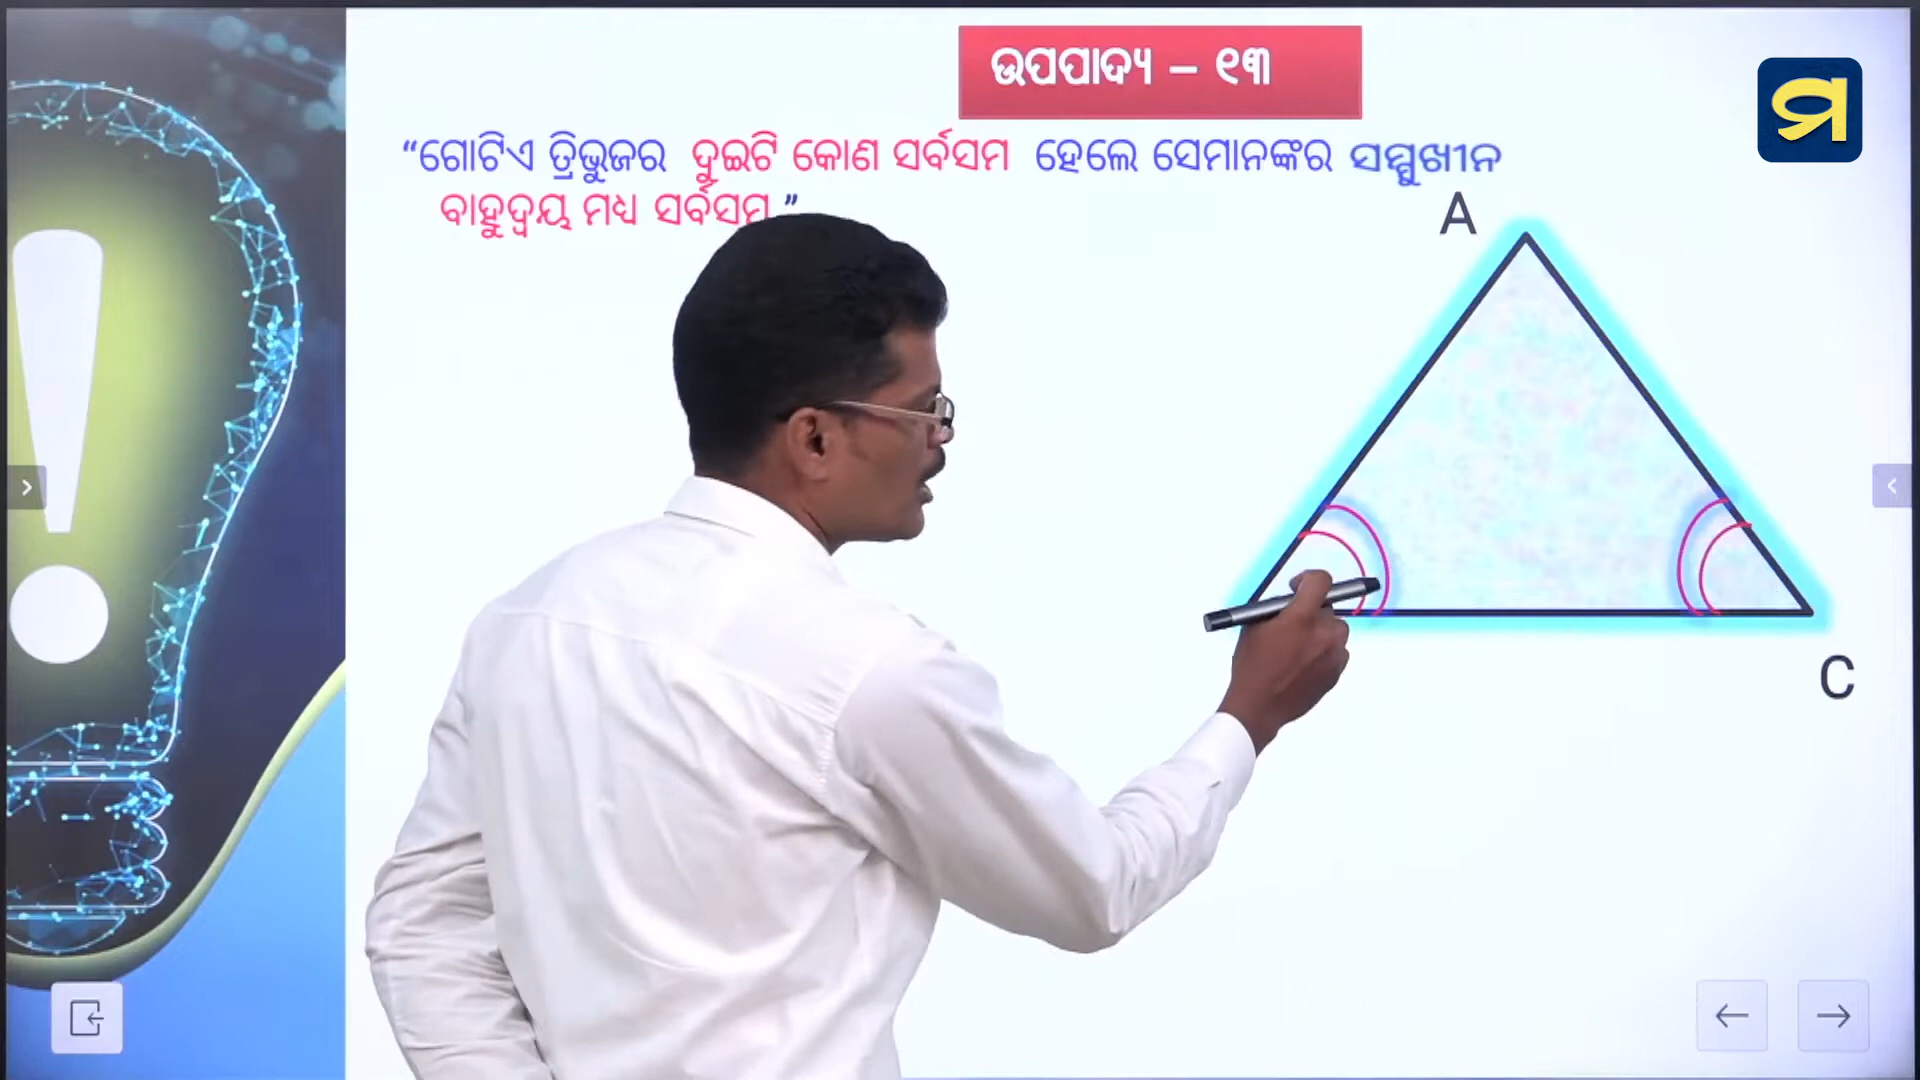 ଉପପାଦ୍ୟ – ୧୩
“ଗୋଟିଏ ତ୍ରିଭୁଜର ଦୁଇଟି କୋଣ ସର୍ବସମ ହେଲେ ସେମାନଙ୍କର ସମ୍ମୁଖୀନ
ବାହୁଦ୍ୱୟ ମଧ୍ୟ ସର୍ବସମ ”
A
C
ସ